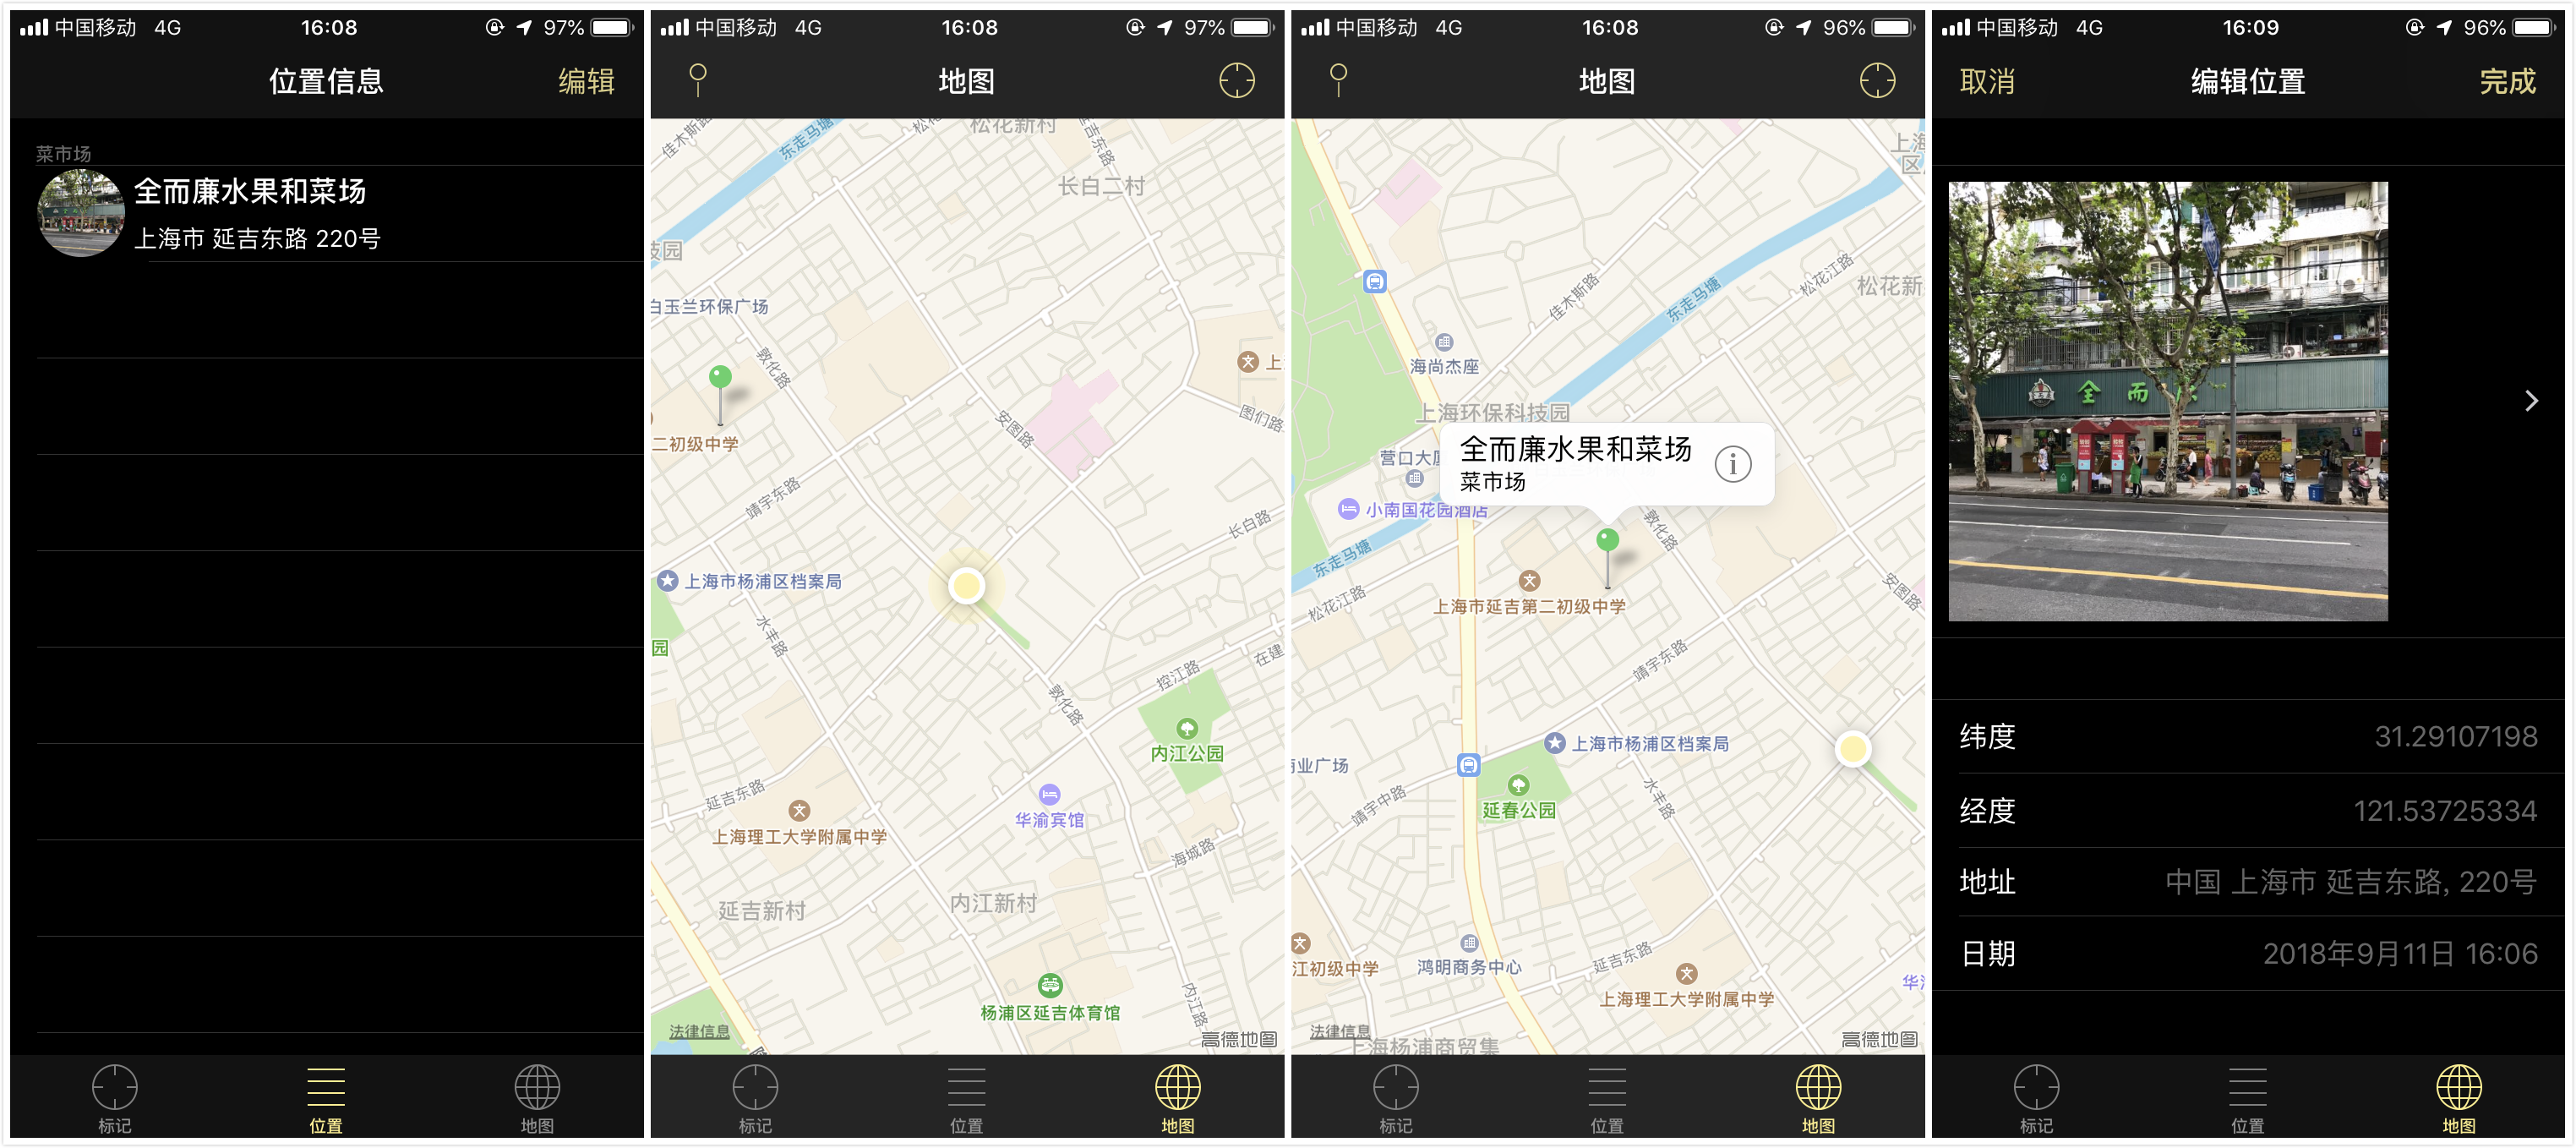 中国移动 4G 16:08 97%
位置信息 编辑
菜市场
全而廉水果和菜场
上海市 延吉东路 220号
标记 位置 地图
中国移动 4G 16:08 97%
地图
松花新村
佳木斯路
东走马塘
延吉东路
长白二村
白玉兰环保广场
敦化路
图们路
安图路
二初级中学
靖宇东路
长白路
上海市杨浦区档案局
水丰路
园
在建
控江路
敦化路
内江公园
延吉东路
华渝宾馆
上海理工大学附属中学
海城路
内江新村
延吉新村
杨浦区延吉体育馆
内江路
法律信息
高德地图
标记 位置 地图
中国移动 4G 16:08 96%
地图
上海
区
松花江路
松花新
佳木斯路
东走马塘
海尚杰座
上海环保科技园
全而廉水果和菜场
菜市场
营口大厦
小南国花园酒店
敦化路
东走马塘
安图路
松花江路
上海市延吉第二初级中学
靖宇东路
上海市杨浦区档案局
业广场
靖宇中路
水丰路
延春公园
江初级中学
鸿明商务中心
延吉东路
上海理工大学附属中学
法律信息
上海杨浦商贸集
高德地图
标记 位置 地图
中国移动 4G 16:09 96%
取消 编辑位置 完成
全 而
纬度 31.29107198
经度 121.53725334
地址 中国 上海市 延吉东路, 220号
日期 2018年9月11日 16:06
标记 位置 地图